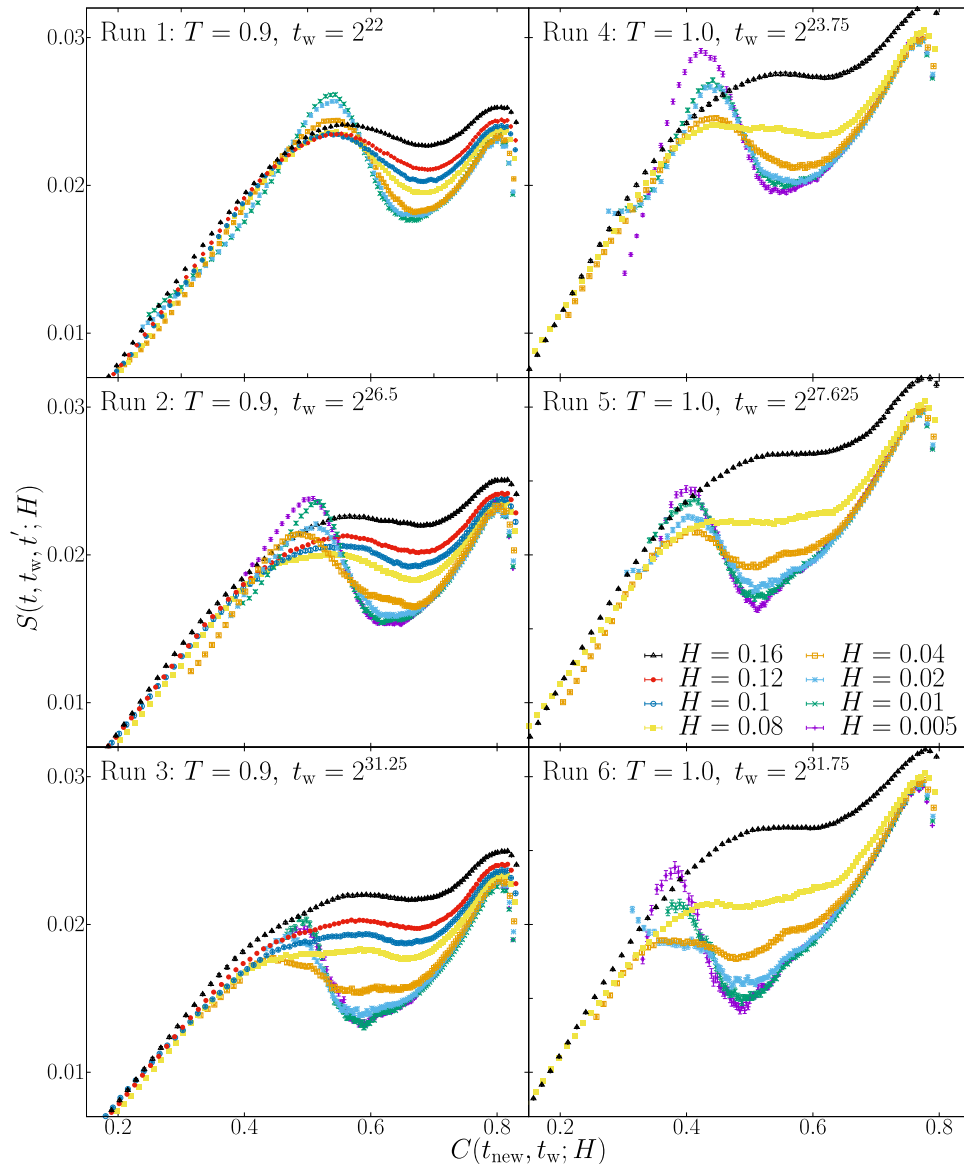 Run 1: T = 0.9, t_w = 2^22
Run 4: T = 1.0, t_w = 2^23.75
0.03
0.02
0.01
Run 2: T = 0.9, t_w = 2^26.5
Run 5: T = 1.0, t_w = 2^27.625
0.03
0.02
0.01
S(t, t_w, t'; H)
H = 0.16
H = 0.04
H = 0.12
H = 0.02
H = 0.1
H = 0.01
H = 0.08
H = 0.005
Run 3: T = 0.9, t_w = 2^31.25
Run 6: T = 1.0, t_w = 2^31.75
0.03
0.02
0.01
0.2 0.4 0.6 0.8 0.2 0.4 0.6 0.8
C(t_new, t_w; H)